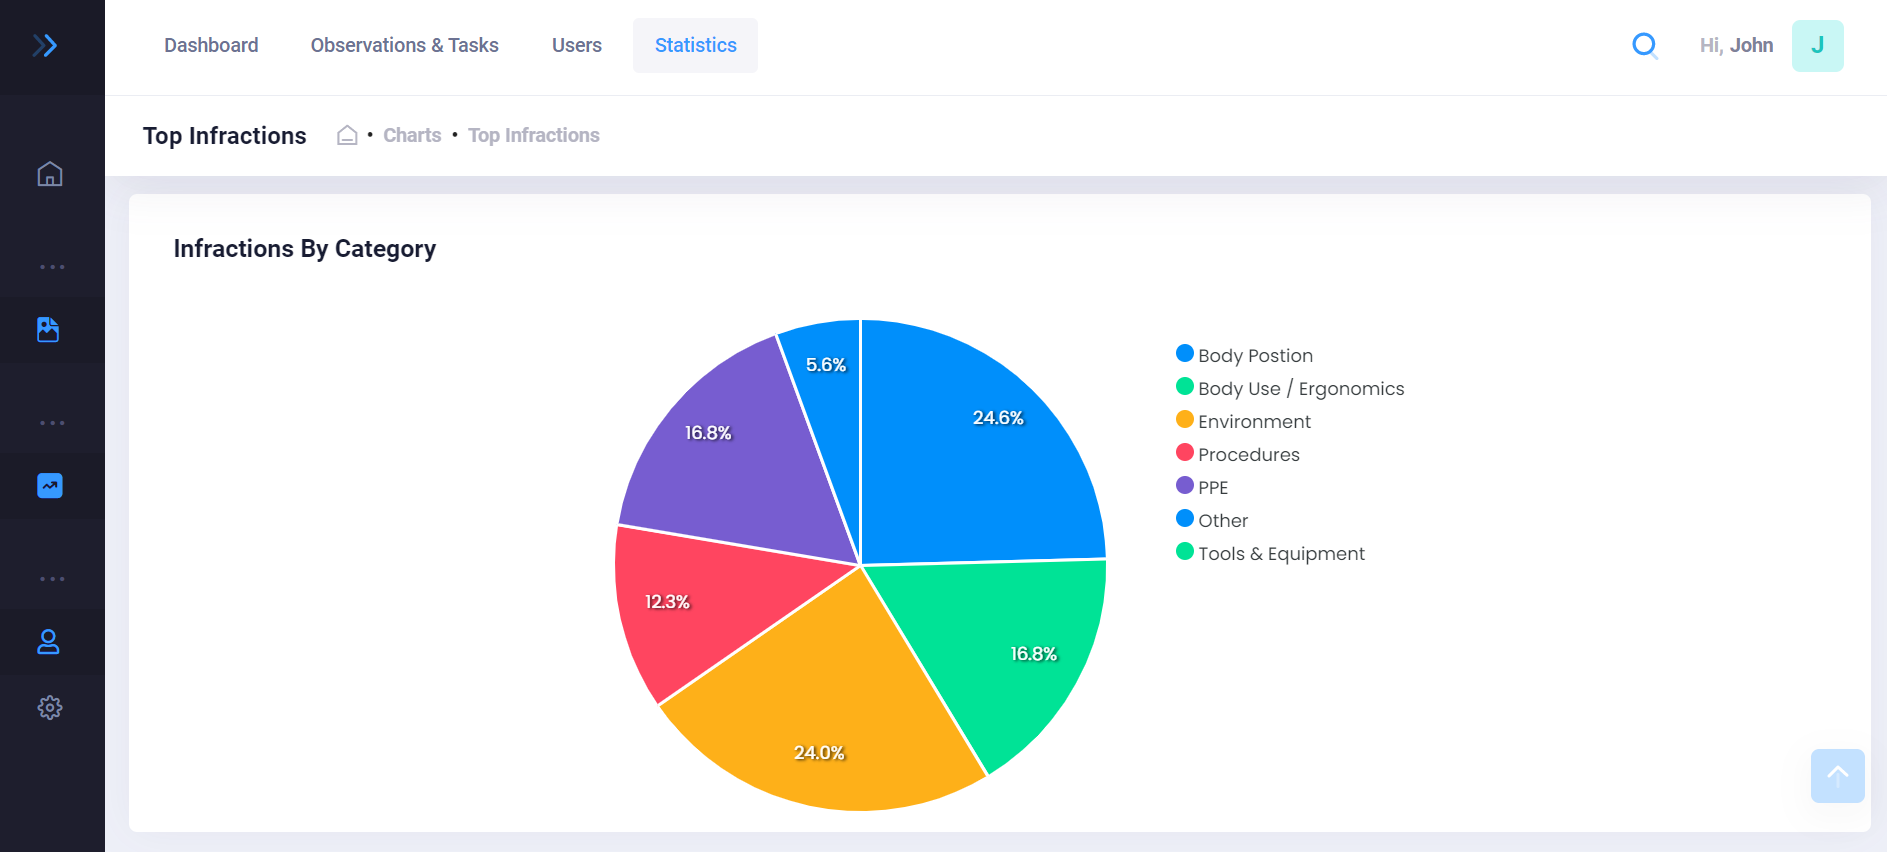 Dashboard Observations & Tasks Users Statistics Hi, John J
Top Infractions • Charts • Top Infractions
Infractions By Category
5.6%
24.6%
16.8%
12.3%
16.8%
24.0%
Body Postion
Body Use / Ergonomics
Environment
Procedures
PPE
Other
Tools & Equipment